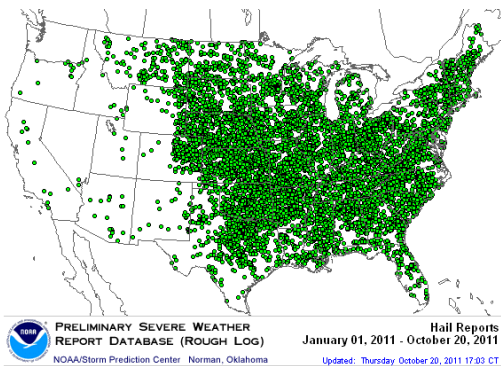 NOAA
PRELIMINARY SEVERE WEATHER
REPORT DATABASE (ROUGH LOG)
NOAA/Storm Prediction Center Norman, Oklahoma
Hail Reports
January 01, 2011 - October 20, 2011
Updated: Thursday October 20, 2011 17:03 CT